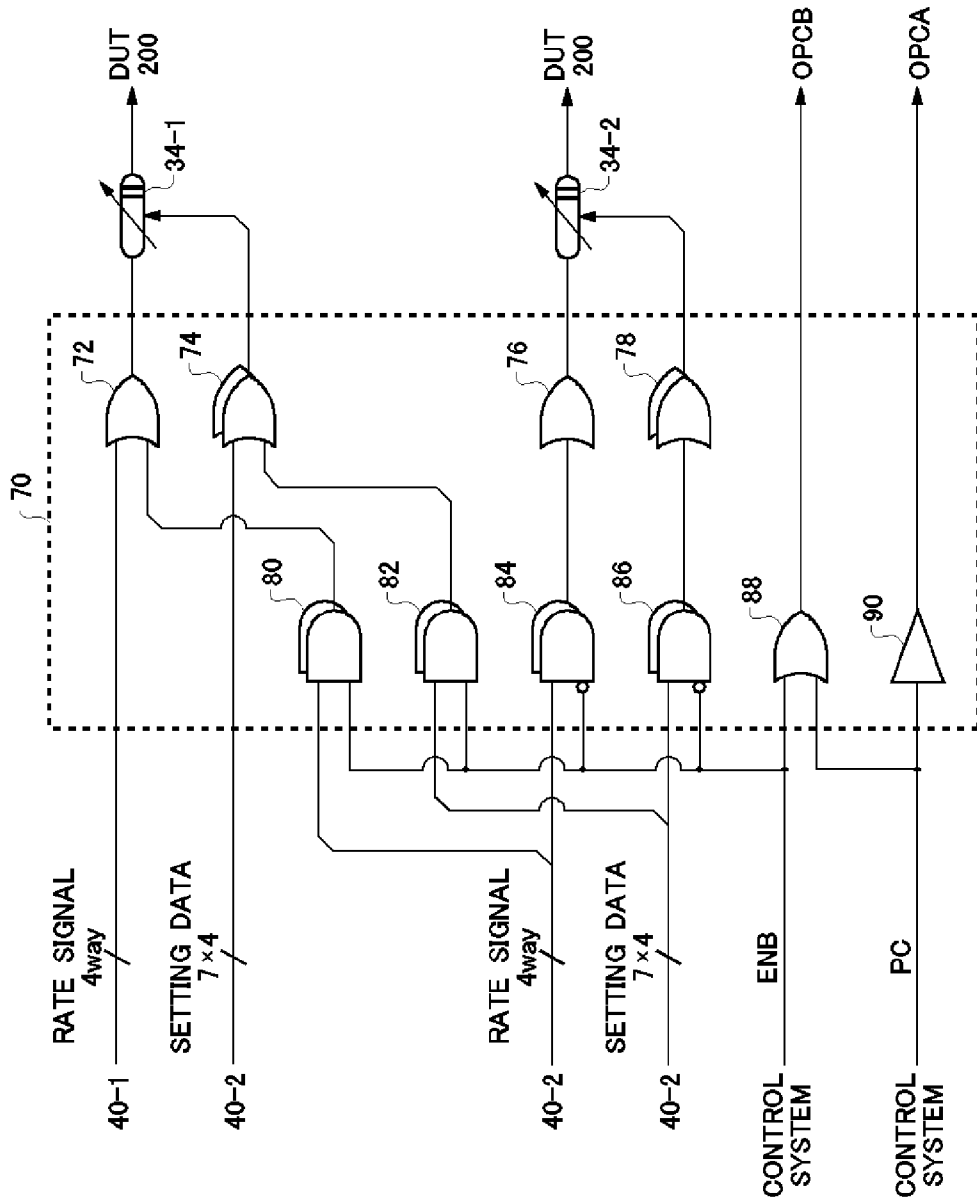 70
RATE SIGNAL
4way
40-1
72
34-1
DUT
200
SETTING DATA
7×4
40-2
74
80
82
RATE SIGNAL
4way
40-2
84
76
34-2
DUT
200
SETTING DATA
7×4
40-2
86
78
CONTROL
SYSTEM
ENB
88
OPCB
CONTROL
SYSTEM
PC
90
OPCA